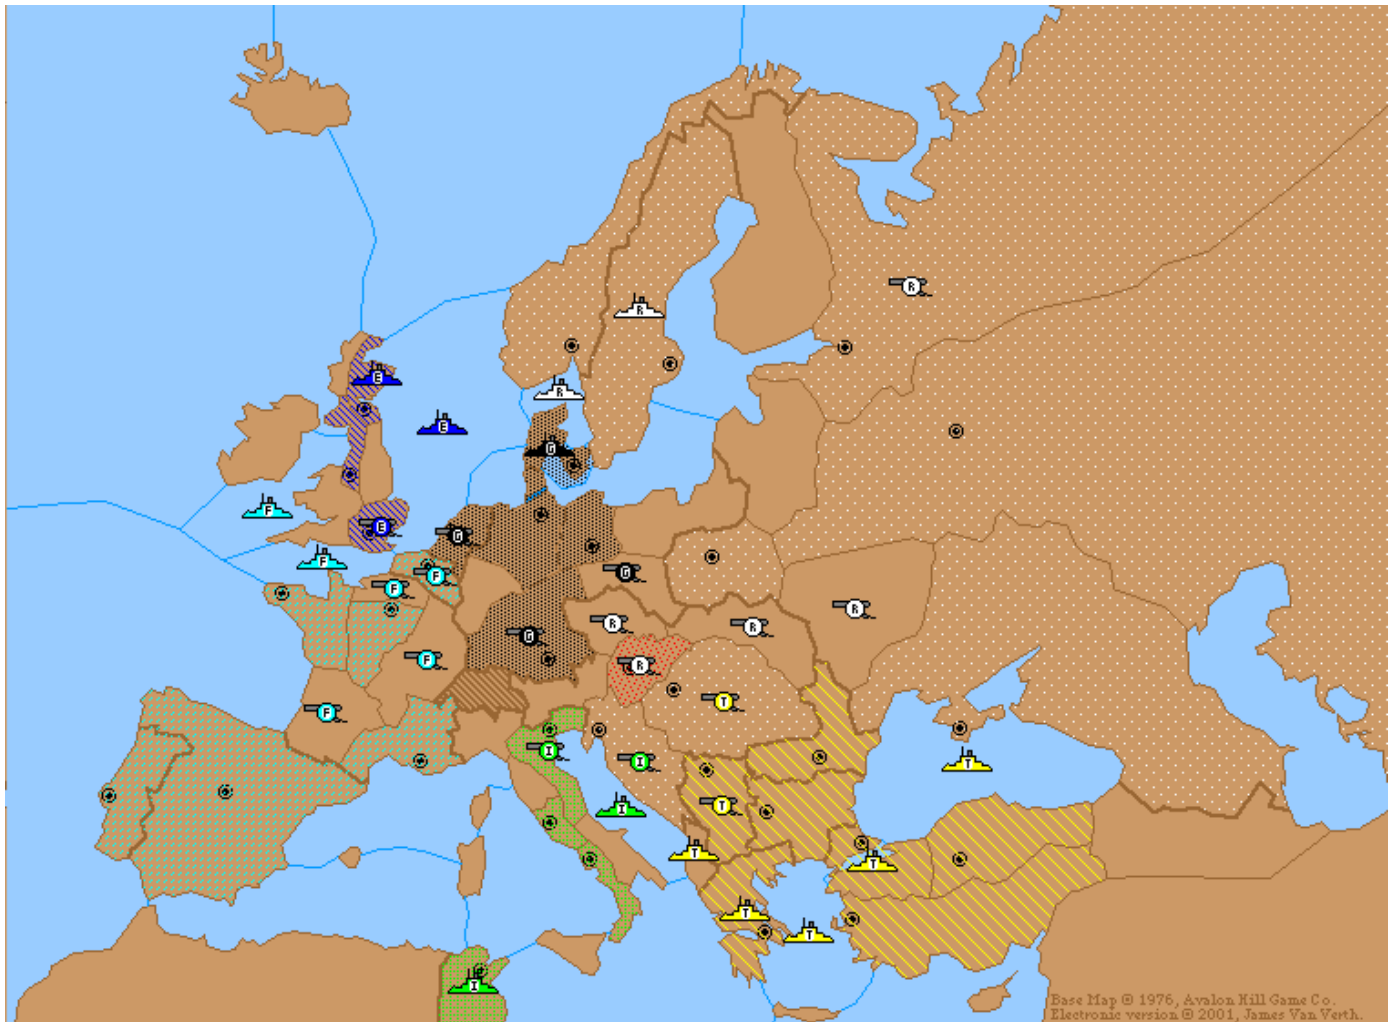 R
R
E
R
E
G
F
E
G
F
G
F
F
R
R
R
G
F
R
T
F
I
I
T
I
T
T
T
T
T
T
I
Base Map © 1976, Avalon Hill Game Co.
Electronic version © 2001, James Van Verth.